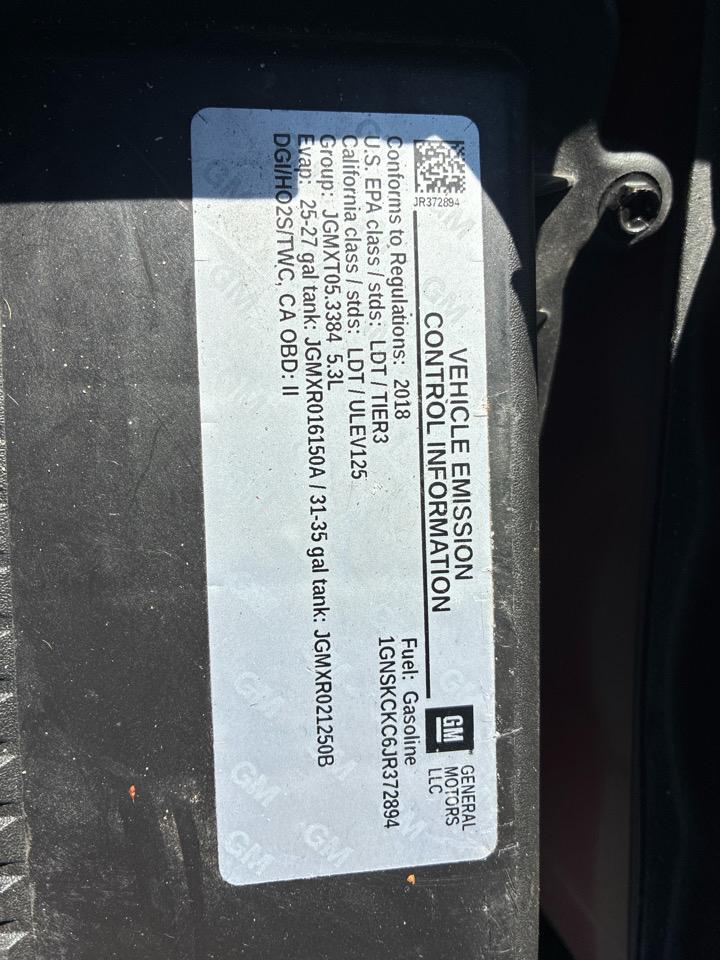 JR372894
VEHICLE EMISSION
CONTROL INFORMATION
GM
GENERAL
MOTORS
LLC
Conforms to Regulations: 2018
Fuel: Gasoline
U.S. EPA class / stds: LDT / TIER3
1GNSKCKC6JR372894
California class / stds: LDT / ULEV125
Group: JGMXT05.3384 5.3L
Evap: 25-27 gal tank: JGMXR016150A / 31-35 gal tank: JGMXR021250B
DGI/HO2S/TWC, CA OBD: II